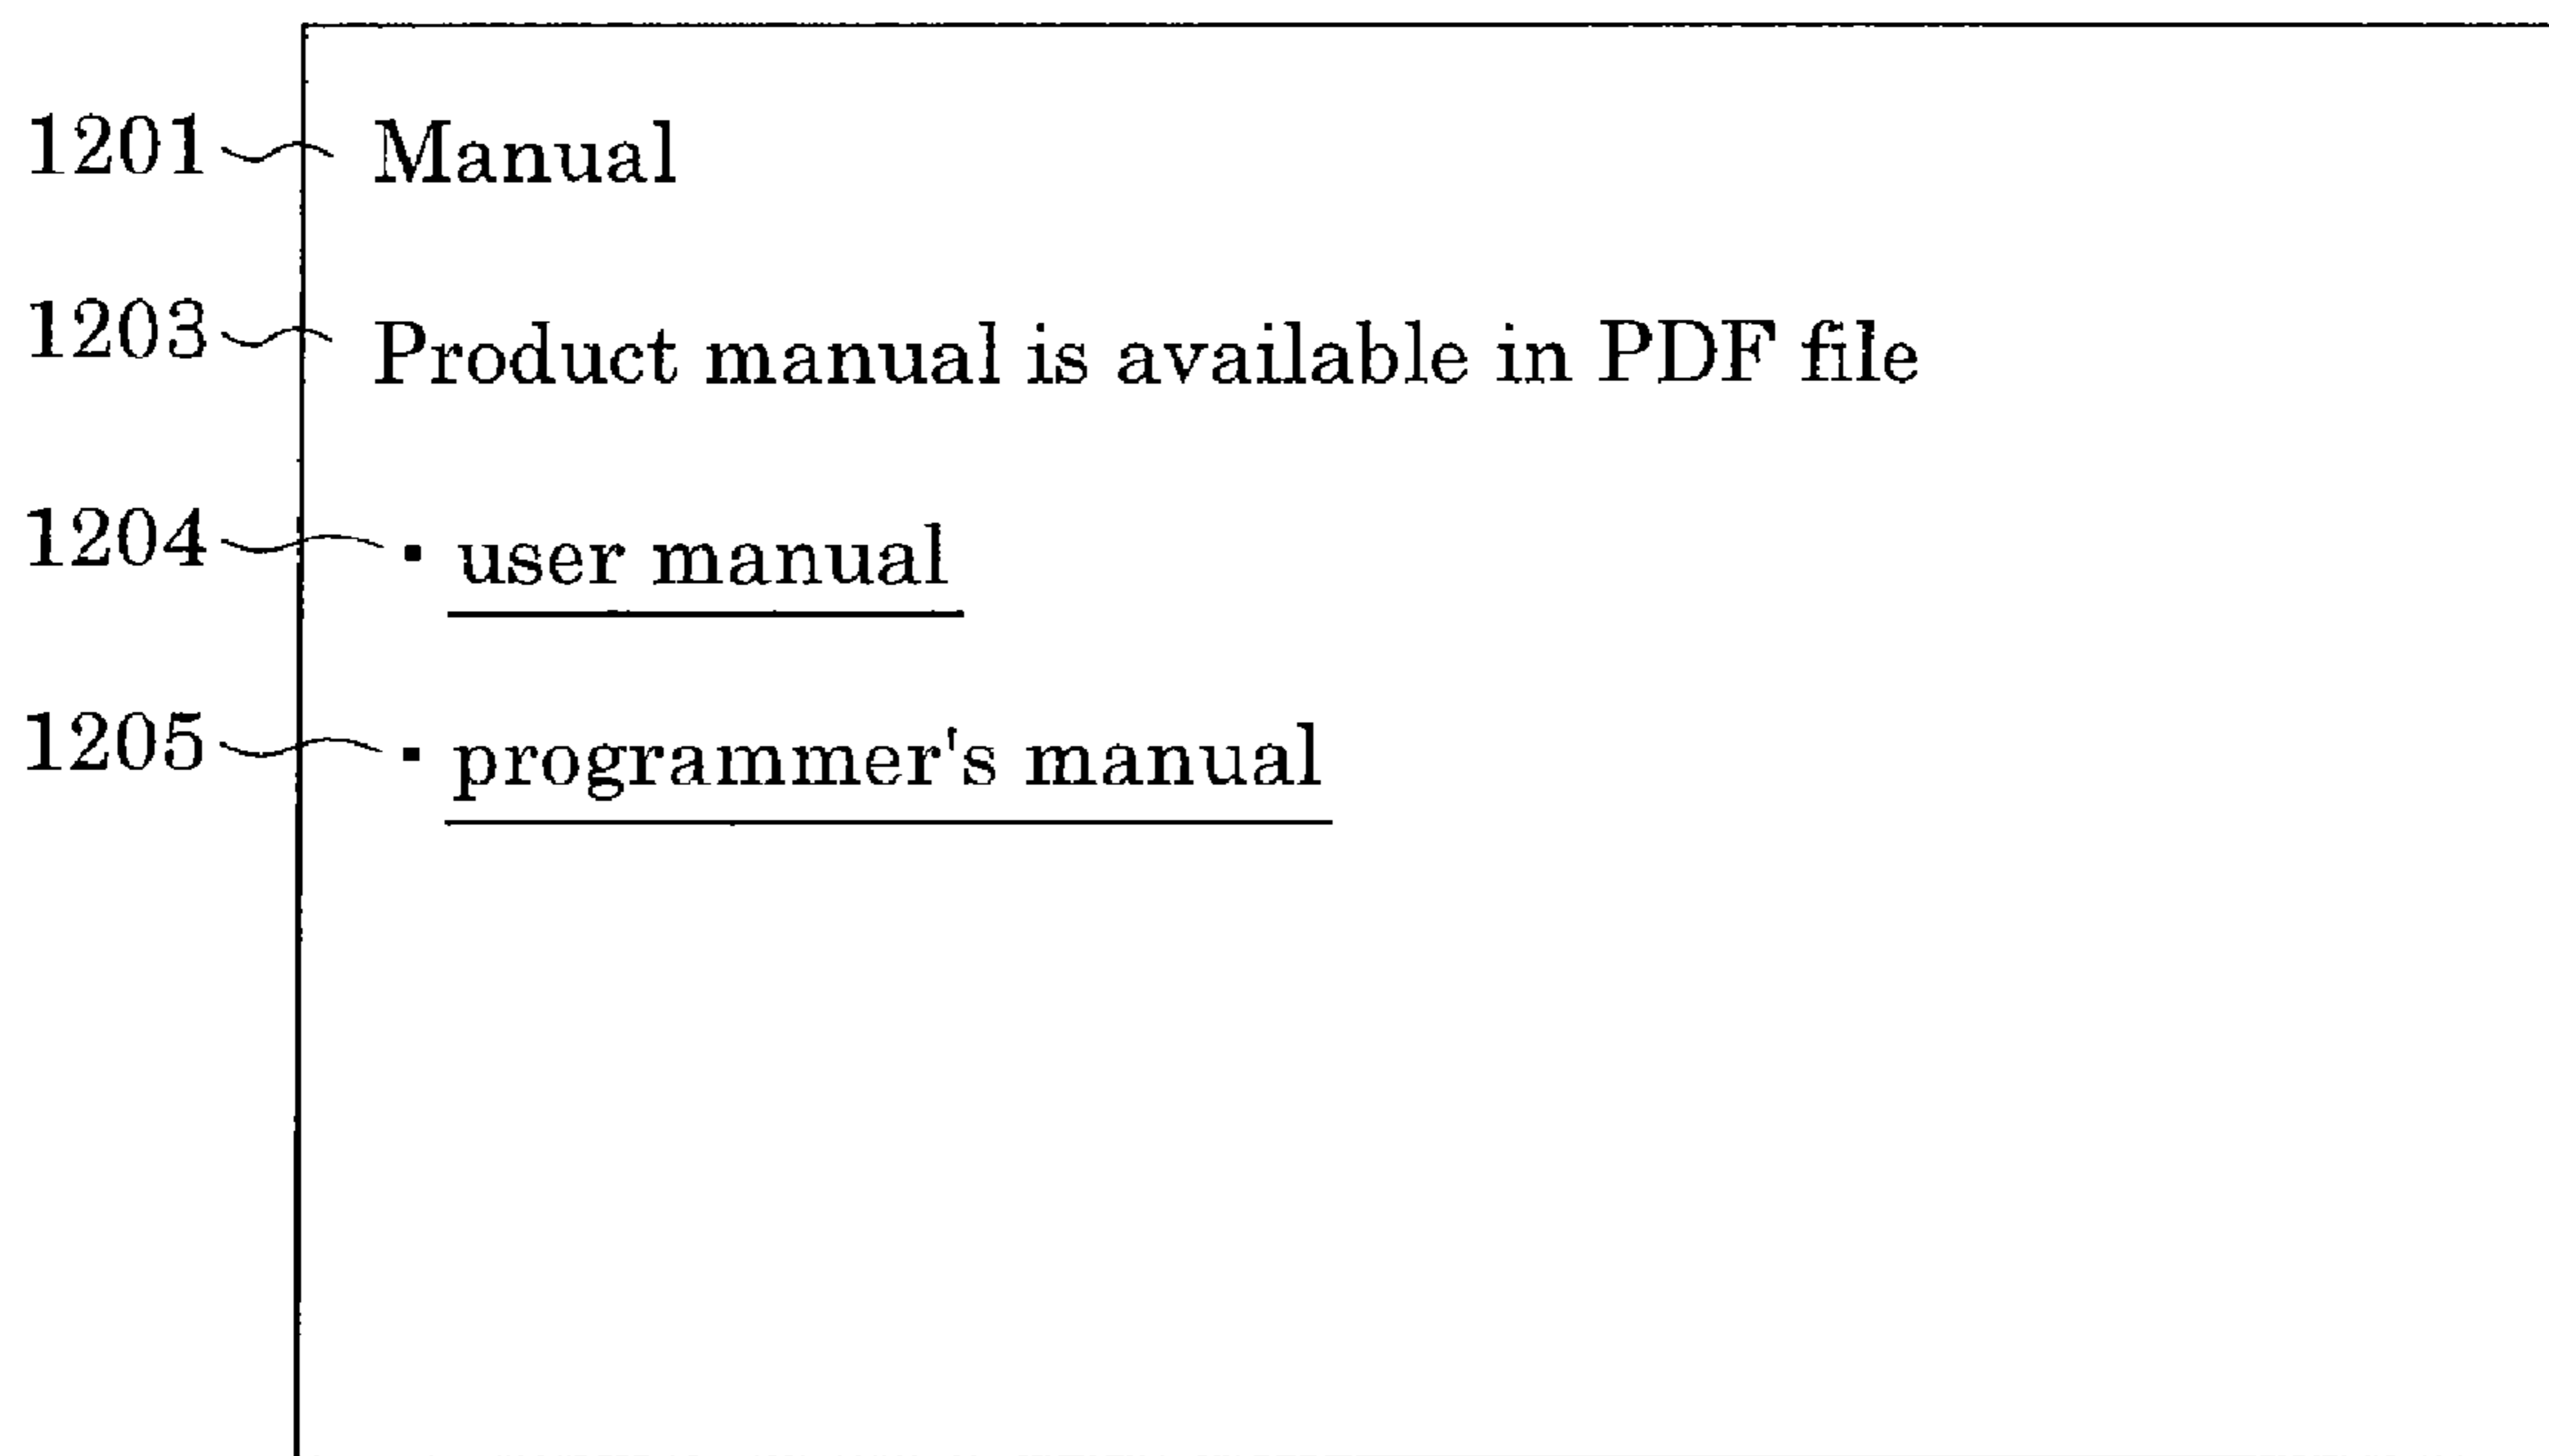 1201 Manual
1203 Product manual is available in PDF file
1204 ▪ user manual
1205 ▪ programmer's manual